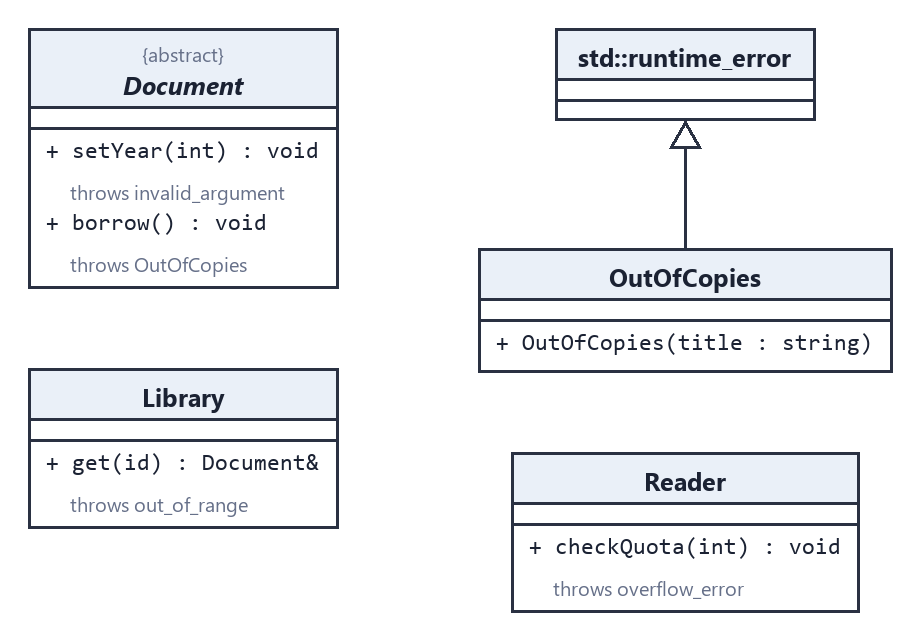 {abstract}
Document
+ setYear(int) : void
throws invalid_argument
+ borrow() : void
throws OutOfCopies
std::runtime_error
OutOfCopies
+ OutOfCopies(title : string)
Library
+ get(id) : Document&
throws out_of_range
Reader
+ checkQuota(int) : void
throws overflow_error